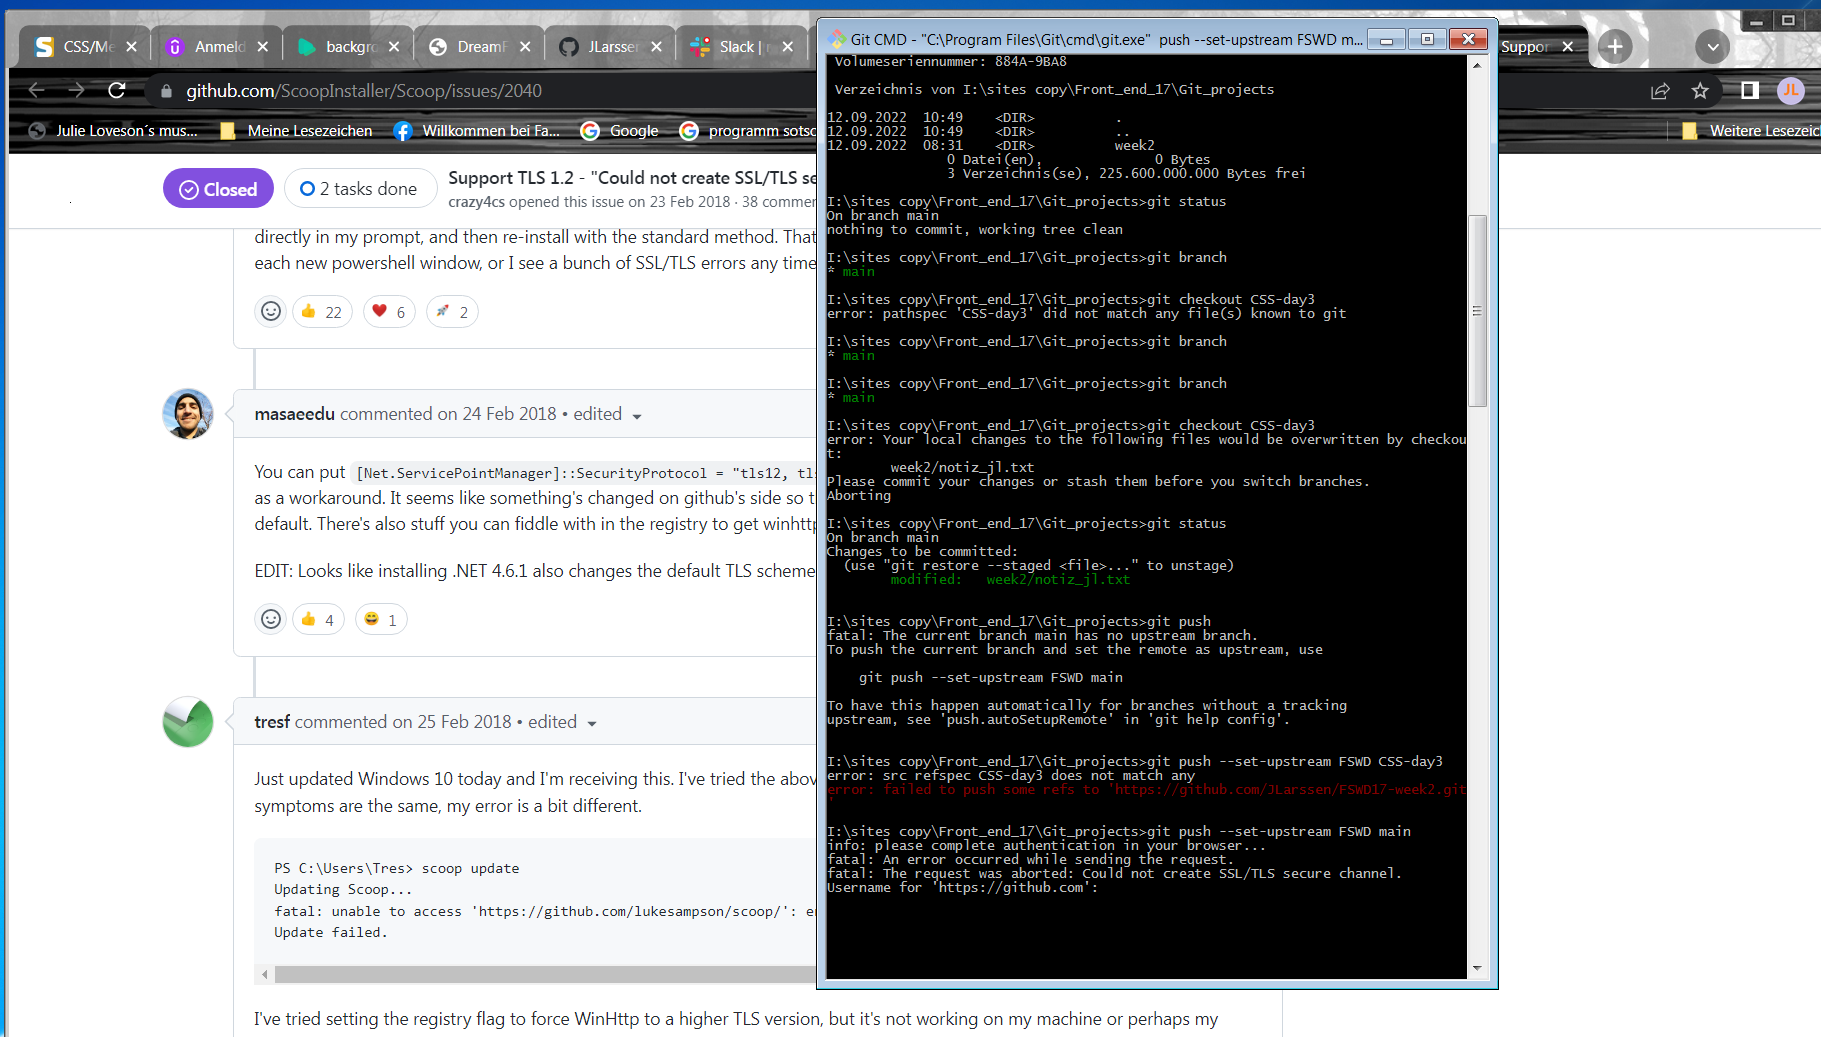 CSS/Me
Anmeld
backgro
DreamF
JLarsser
Slack |
Git CMD - "C:\Program Files\Git\cmd\git.exe"  push --set-upstream FSWD m...
Suppor
github.com/ScoopInstaller/Scoop/issues/2040
JL
Julie Loveson´s mus...
Meine Lesezeichen
Willkommen bei Fa...
Google
programm sotsc
Weitere Lesezeic
Closed
2 tasks done
Support TLS 1.2 - "Could not create SSL/TLS se
crazy4cs opened this issue on 23 Feb 2018 · 38 commen
directly in my prompt, and then re-install with the standard method. That
each new powershell window, or I see a bunch of SSL/TLS errors any time
22
6
2
masaeedu commented on 24 Feb 2018 • edited
You can put [Net.ServicePointManager]::SecurityProtocol = "tls12, tls
as a workaround. It seems like something's changed on github's side so t
default. There's also stuff you can fiddle with in the registry to get winhttp
EDIT: Looks like installing .NET 4.6.1 also changes the default TLS scheme
4
1
tresf commented on 25 Feb 2018 • edited
Just updated Windows 10 today and I'm receiving this. I've tried the abov
symptoms are the same, my error is a bit different.
PS C:\Users\Tres> scoop update
Updating Scoop...
fatal: unable to access 'https://github.com/lukesampson/scoop/': er
Update failed.
I've tried setting the registry flag to force WinHttp to a higher TLS version, but it's not working on my machine or perhaps my
Volumeseriennummer: 884A-9BA8
Verzeichnis von I:\sites copy\Front_end_17\Git_projects
12.09.2022  10:49    <DIR>          .
12.09.2022  10:49    <DIR>          ..
12.09.2022  08:31    <DIR>          week2
0 Datei(en),              0 Bytes
3 Verzeichnis(se), 225.600.000.000 Bytes frei
I:\sites copy\Front_end_17\Git_projects>git status
On branch main
nothing to commit, working tree clean
I:\sites copy\Front_end_17\Git_projects>git branch
* main
I:\sites copy\Front_end_17\Git_projects>git checkout CSS-day3
error: pathspec 'CSS-day3' did not match any file(s) known to git
I:\sites copy\Front_end_17\Git_projects>git branch
* main
I:\sites copy\Front_end_17\Git_projects>git branch
* main
I:\sites copy\Front_end_17\Git_projects>git checkout CSS-day3
error: Your local changes to the following files would be overwritten by checkou
t:
week2/notiz_jl.txt
Please commit your changes or stash them before you switch branches.
Aborting
I:\sites copy\Front_end_17\Git_projects>git status
On branch main
Changes to be committed:
(use "git restore --staged <file>..." to unstage)
modified:   week2/notiz_jl.txt
I:\sites copy\Front_end_17\Git_projects>git push
fatal: The current branch main has no upstream branch.
To push the current branch and set the remote as upstream, use
git push --set-upstream FSWD main
To have this happen automatically for branches without a tracking
upstream, see 'push.autoSetupRemote' in 'git help config'.
I:\sites copy\Front_end_17\Git_projects>git push --set-upstream FSWD CSS-day3
error: src refspec CSS-day3 does not match any
error: failed to push some refs to 'https://github.com/JLarssen/FSWD17-week2.git
'
I:\sites copy\Front_end_17\Git_projects>git push --set-upstream FSWD main
info: please complete authentication in your browser...
fatal: An error occurred while sending the request.
fatal: The request was aborted: Could not create SSL/TLS secure channel.
Username for 'https://github.com':